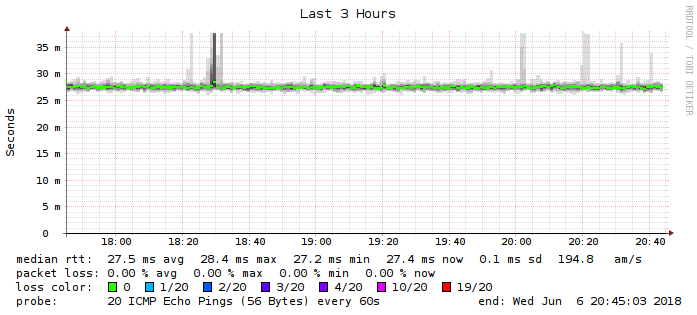 Last 3 Hours
RRDTOOL / TOBI OETIKER
Seconds
35 m
30 m
25 m
20 m
15 m
10 m
5 m
0
18:00 18:20 18:40 19:00 19:20 19:40 20:00 20:20 20:40
median rtt: 27.5 ms avg 28.4 ms max 27.2 ms min 27.4 ms now 0.1 ms sd 194.8 am/s
packet loss: 0.00 % avg 0.00 % max 0.00 % min 0.00 % now
loss color: 0 1/20 2/20 3/20 4/20 10/20 19/20
probe: 20 ICMP Echo Pings (56 Bytes) every 60s end: Wed Jun 6 20:45:03 2018